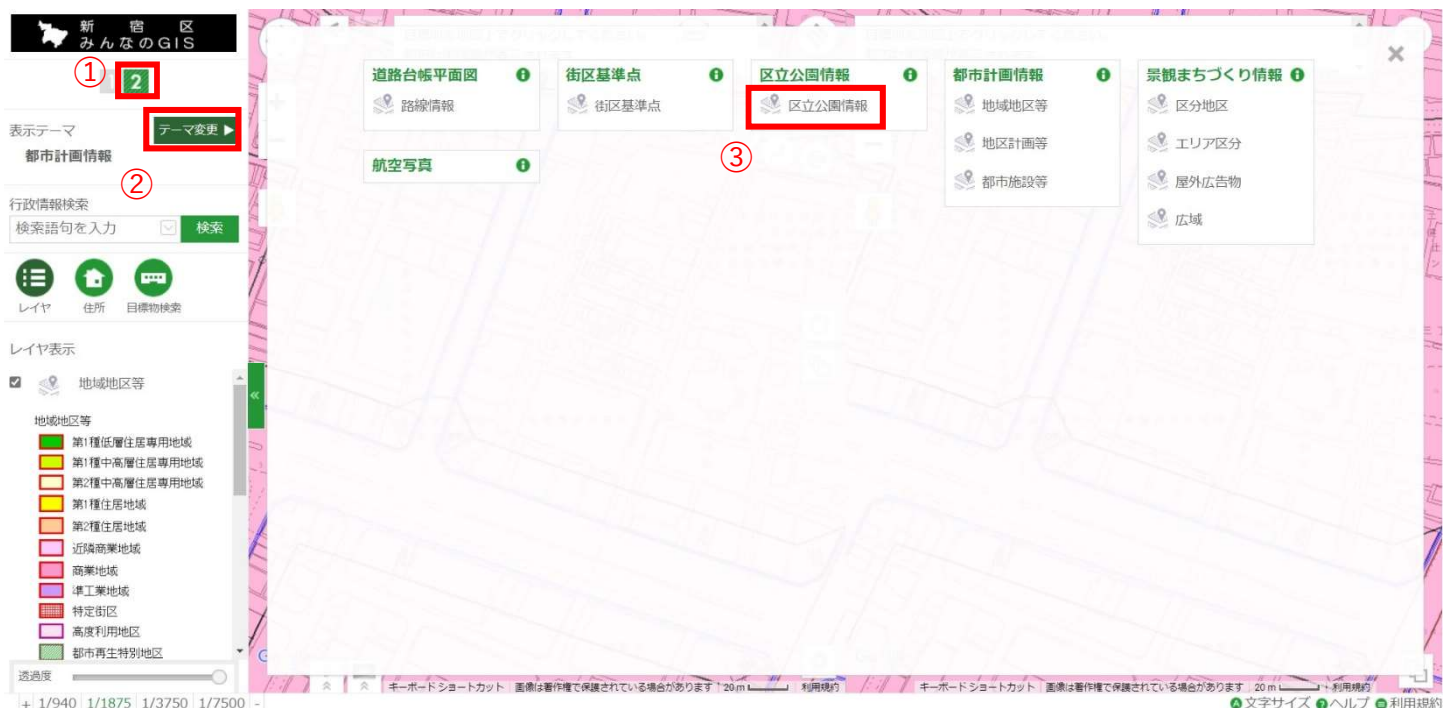 新宿区
みんなのGIS
①
2
表示テーマ
テーマ変更 ▶
都市計画情報
②
行政情報検索
検索語句を入力
検索
レイヤ
住所
目標物検索
レイヤ表示
地域地区等
地域地区等
第1種低層住居専用地域
第1種中高層住居専用地域
第2種中高層住居専用地域
第1種住居地域
第2種住居地域
近隣商業地域
商業地域
準工業地域
特定街区
高度利用地区
都市再生特別地区
透過度
+ 1/940 1/1875 1/3750 1/7500 -
«
道路台帳平面図
路線情報
航空写真
街区基準点
街区基準点
区立公園情報
区立公園情報
③
都市計画情報
地域地区等
地区計画等
都市施設等
景観まちづくり情報
区分地区
エリア区分
屋外広告物
広域
×
キーボード ショートカット 画像は著作権で保護されている場合があります 20 m 利用規約
キーボード ショートカット 画像は著作権で保護されている場合があります 20 m 利用規約
文字サイズ ヘルプ 利用規約